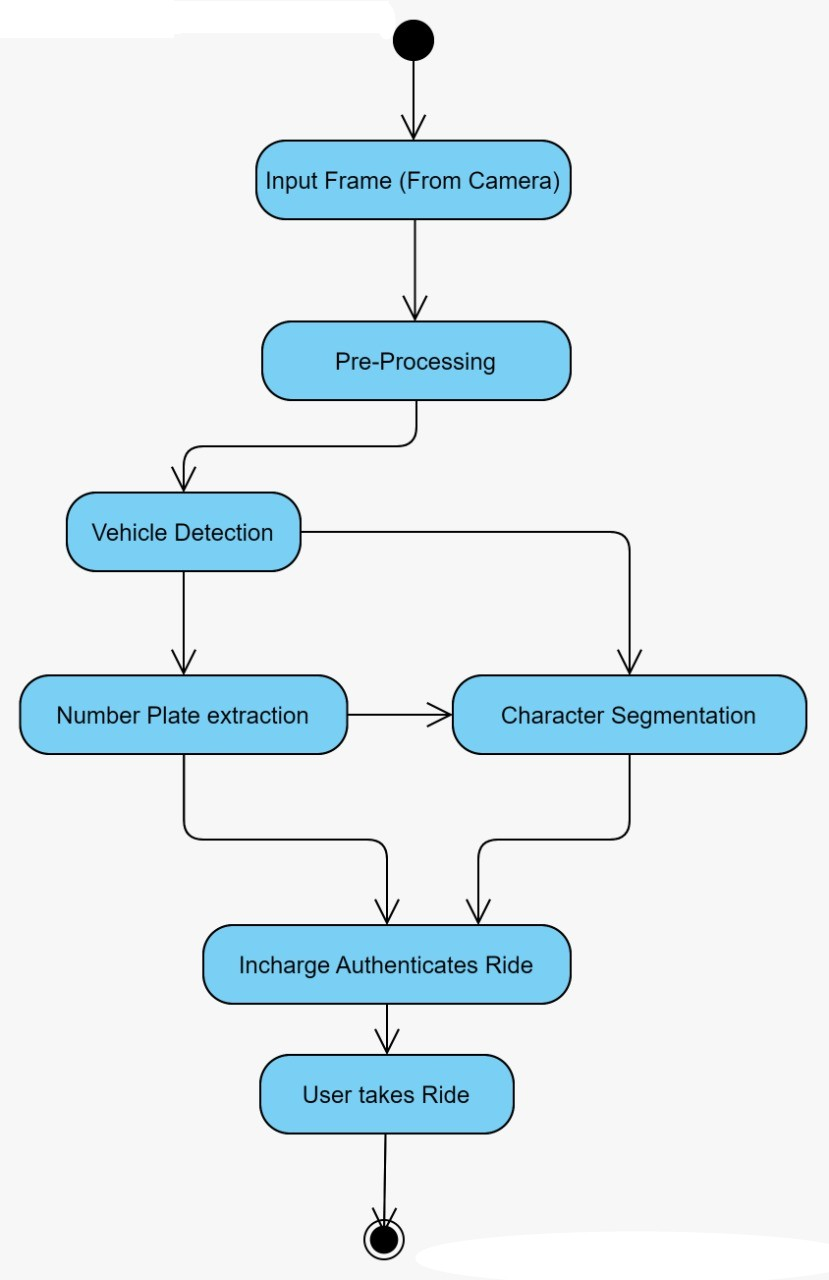 Input Frame (From Camera)
Pre-Processing
Vehicle Detection
Number Plate extraction
Character Segmentation
Incharge Authenticates Ride
User takes Ride